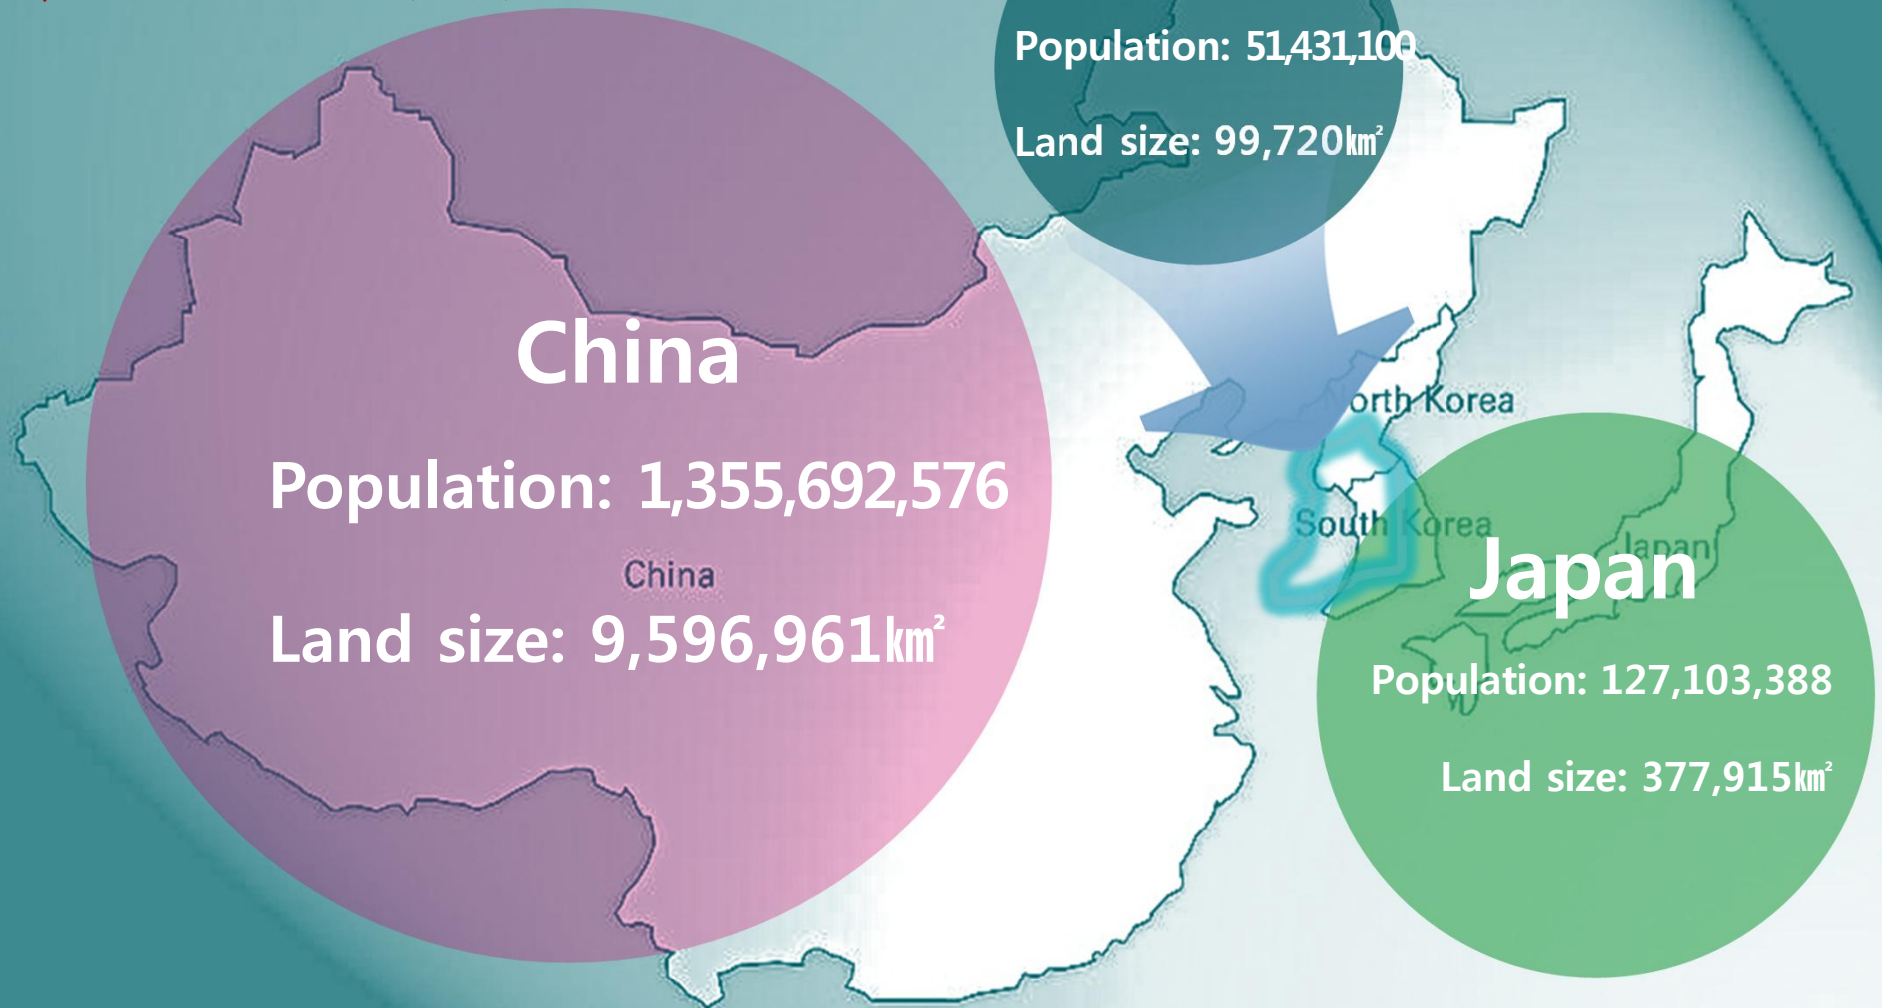 Population: 51,431,100
Land size: 99,720㎢
China
Population: 1,355,692,576
China
Land size: 9,596,961㎢
orth Korea
South Korea
Japan
Japan
Population: 127,103,388
Land size: 377,915㎢